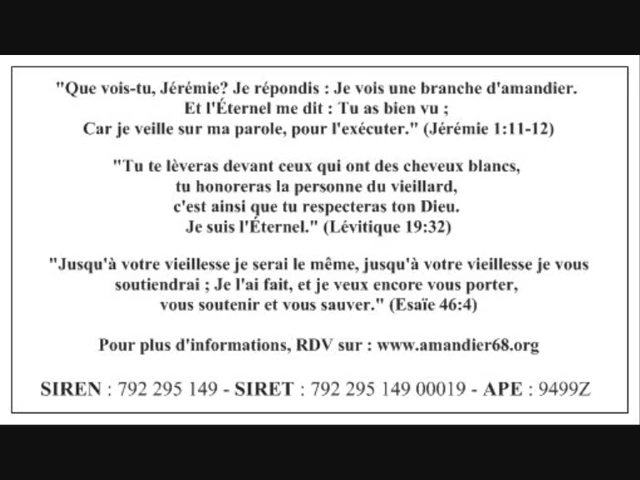 "Que vois-tu, Jérémie? Je répondis : Je vois une branche d'amandier.
Et l'Éternel me dit : Tu as bien vu ;
Car je veille sur ma parole, pour l'exécuter." (Jérémie 1:11-12)
"Tu te lèveras devant ceux qui ont des cheveux blancs,
tu honoreras la personne du vieillard,
c'est ainsi que tu respecteras ton Dieu.
Je suis l'Éternel." (Lévitique 19:32)
"Jusqu'à votre vieillesse je serai le même, jusqu'à votre vieillesse je vous
soutiendrai ; Je l'ai fait, et je veux encore vous porter,
vous soutenir et vous sauver." (Esaïe 46:4)
Pour plus d'informations, RDV sur : www.amandier68.org
SIREN : 792 295 149 - SIRET : 792 295 149 00019 - APE : 9499Z